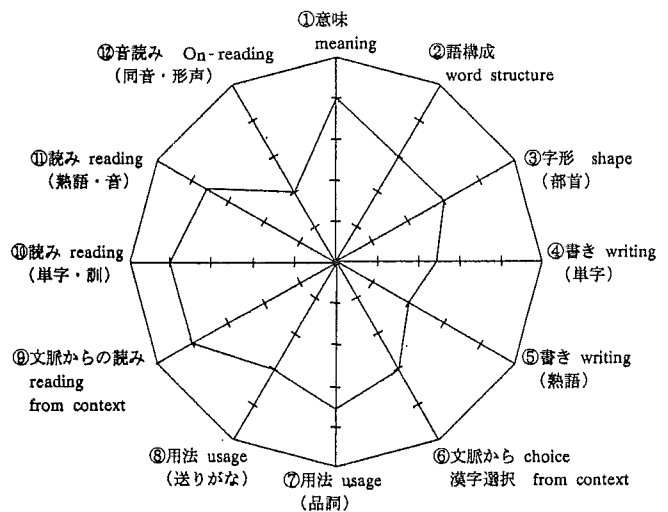 ①意味
meaning
②語構成
word structure
③字形 shape
(部首)
④書き writing
(単字)
⑤書き writing
(熟語)
⑥文脈から choice
漢字選択 from context
⑦用法 usage
(品詞)
⑧用法 usage
(送りがな)
⑨文脈からの読み
reading
from context
⑩読み reading
(単字・訓)
⑪読み reading
(熟語・音)
⑫音読み On-reading
(同音・形声)